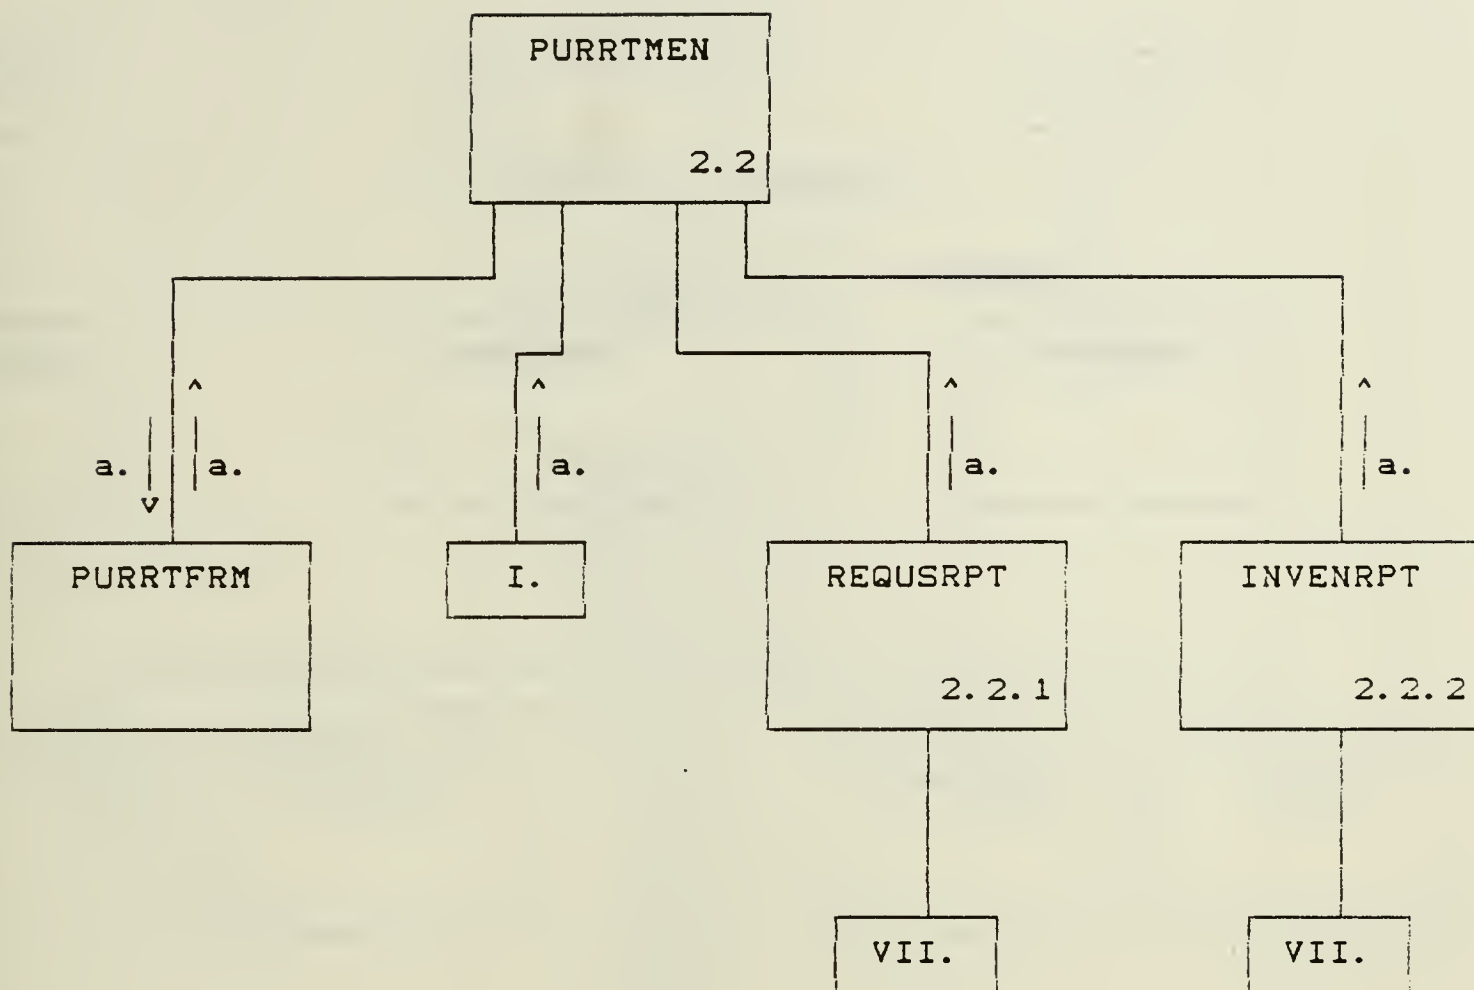 PURRTMEN
2.2
^
^
^
^
a.
a.
a.
a.
a.
v
PURRTFRM
I.
REQUSRPT
INVENRPT
2.2.1
2.2.2
VII.
VII.